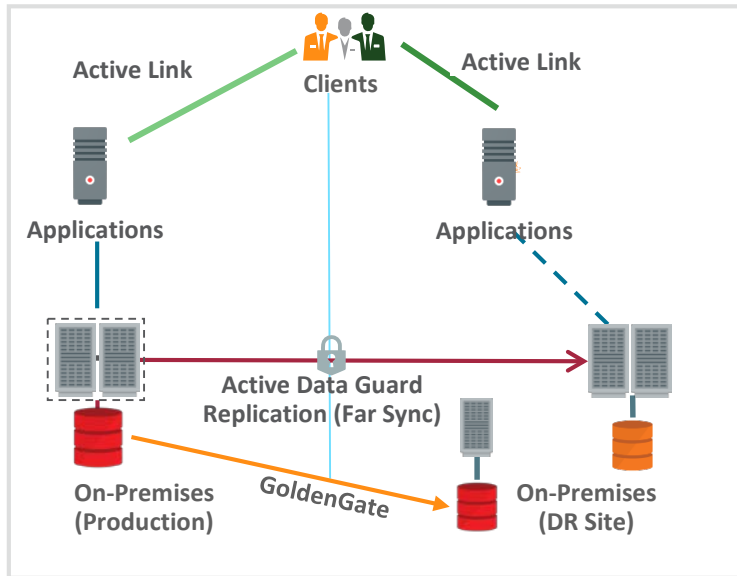 Active Link
Active Link
Clients
Applications
Applications
Active Data Guard
Replication (Far Sync)
GoldenGate
On-Premises
(Production)
On-Premises
(DR Site)